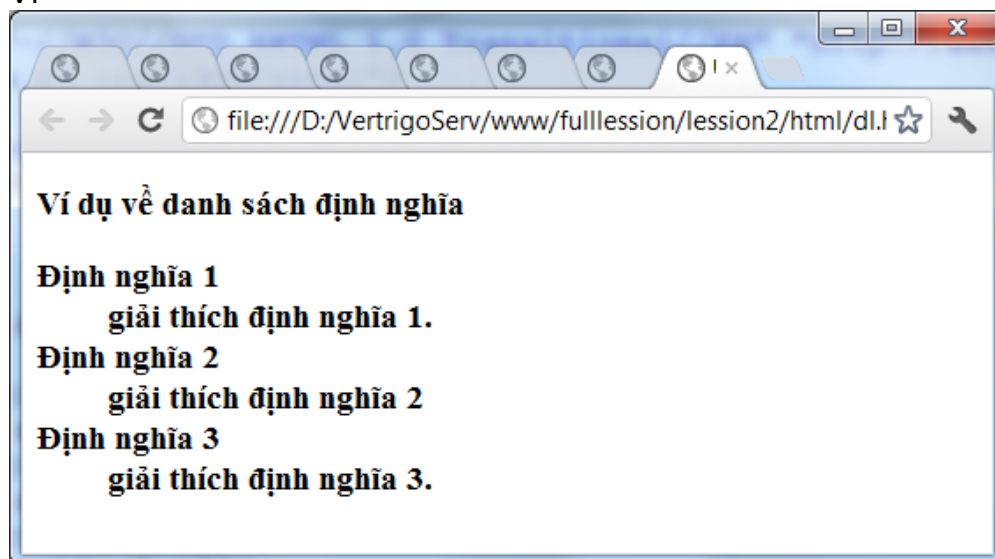 file:///D:/VertrigoServ/www/fulllession/lession2/html/dl.
Ví dụ về danh sách định nghĩa
Định nghĩa 1
giải thích định nghĩa 1.
Định nghĩa 2
giải thích định nghĩa 2
Định nghĩa 3
giải thích định nghĩa 3.